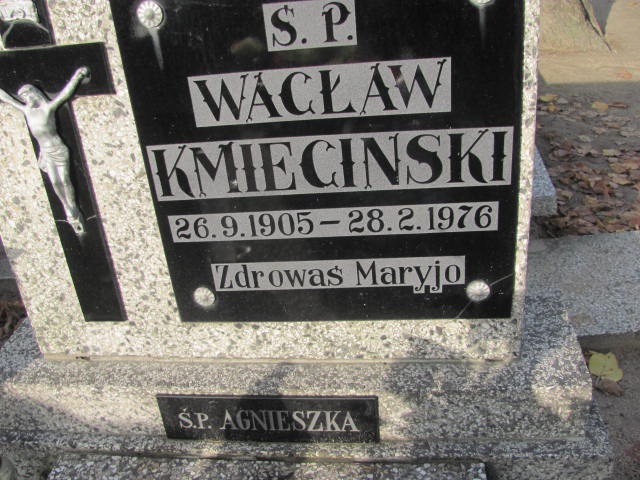 Ś. P.
WACŁAW
KMIECINSKI
26.9.1905 – 28.2.1976
Zdrowaś Maryjo
Ś.P. AGNIESZKA